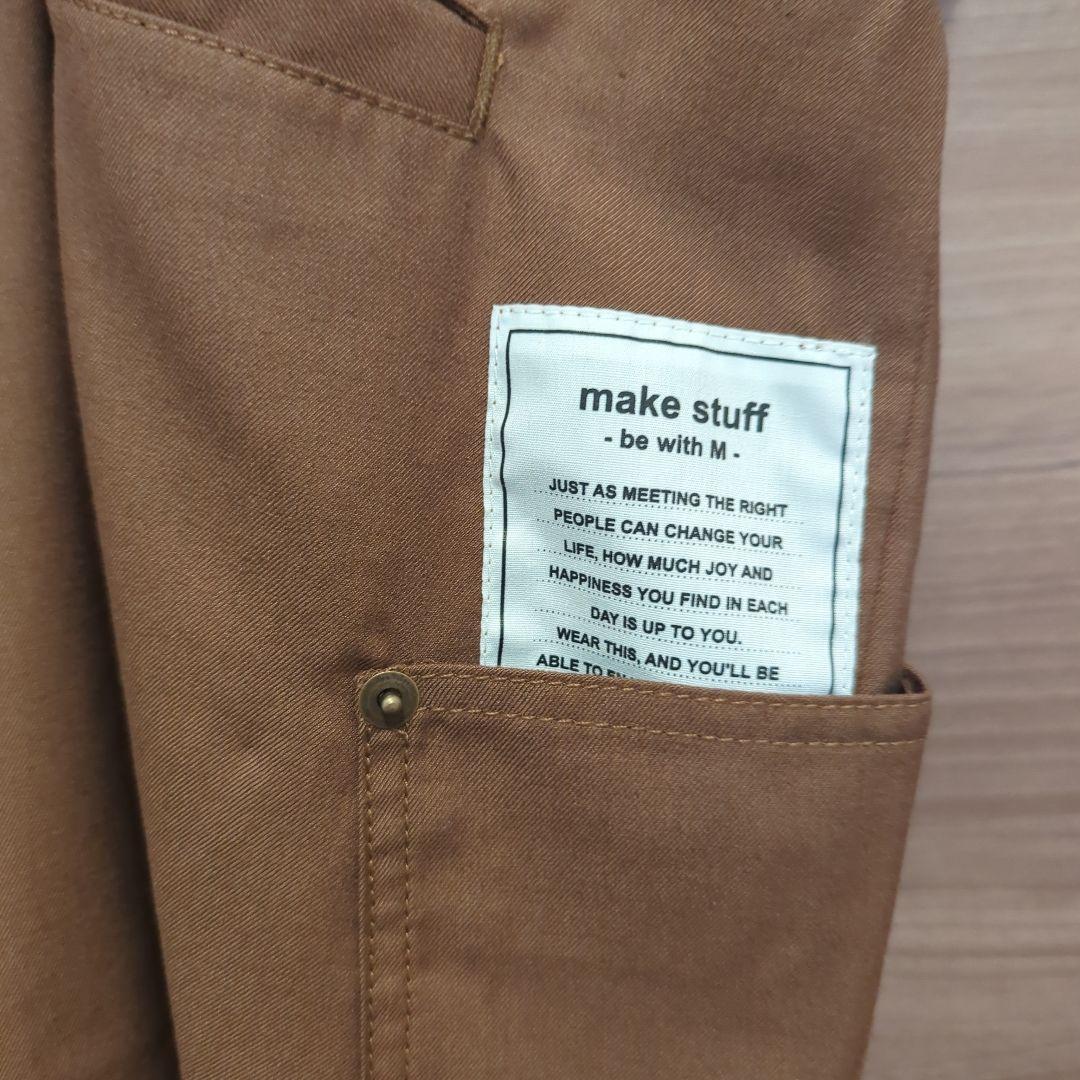 make stuff
- be with M -
JUST AS MEETING THE RIGHT
PEOPLE CAN CHANGE YOUR
LIFE, HOW MUCH JOY AND
HAPPINESS YOU FIND IN EACH
DAY IS UP TO YOU.
WEAR THIS, AND YOU'LL BE
ABLE TO